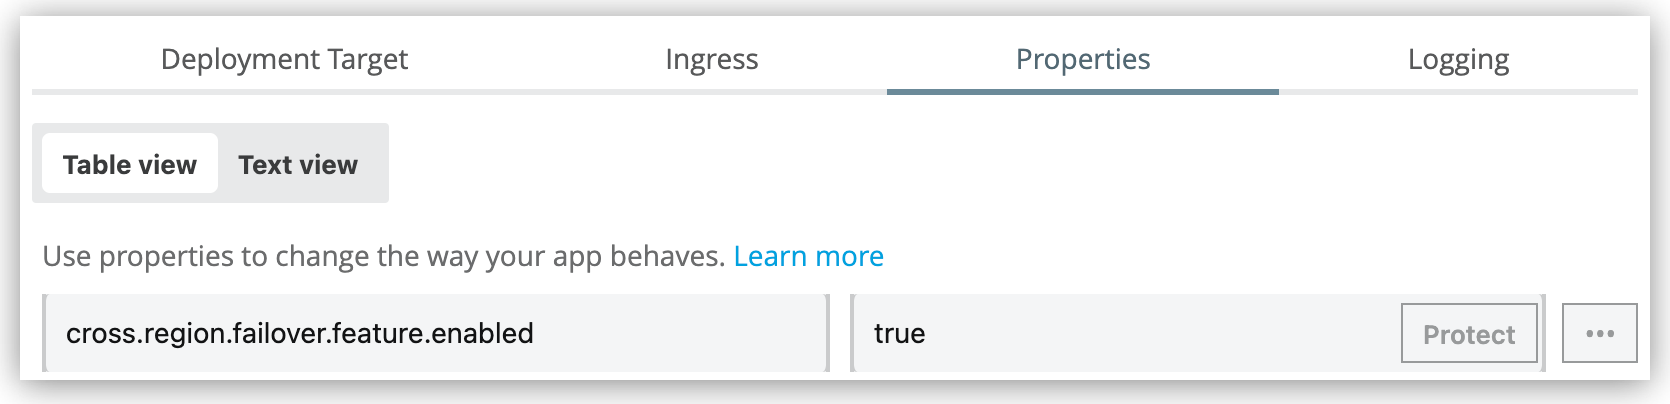 Deployment Target Ingress Properties Logging
Table view Text view
Use properties to change the way your app behaves. Learn more
cross.region.failover.feature.enabled true Protect ...